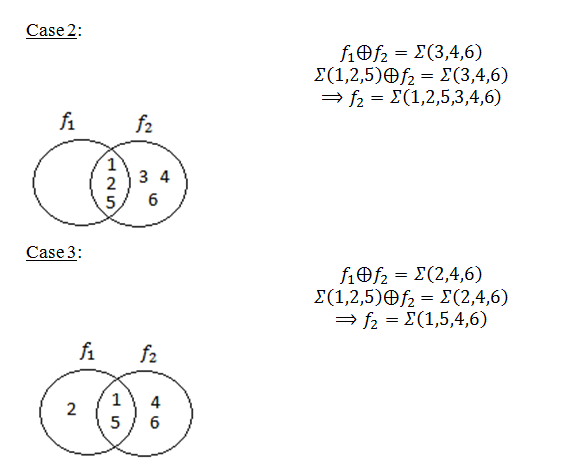 Case 2:
f₁⊕f₂ = Σ(3,4,6)
Σ(1,2,5)⊕f₂ = Σ(3,4,6)
⟹ f₂ = Σ(1,2,5,3,4,6)
f₁ f₂
1
2 3 4
5 6
Case 3:
f₁⊕f₂ = Σ(2,4,6)
Σ(1,2,5)⊕f₂ = Σ(2,4,6)
⟹ f₂ = Σ(1,5,4,6)
f₁ f₂
2 1 4
5 6